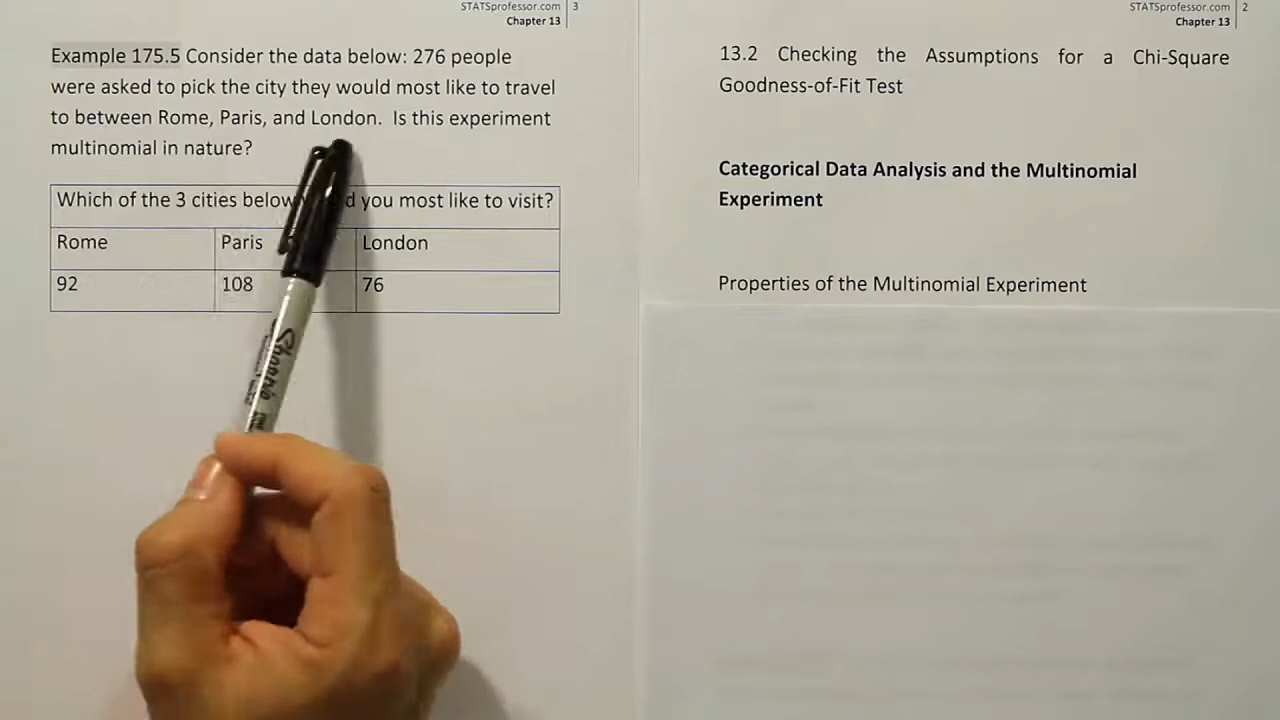 STATSprofessor.com 3
Chapter 13
Example 175.5 Consider the data below: 276 people
were asked to pick the city they would most like to travel
to between Rome, Paris, and London. Is this experiment
multinomial in nature?
Which of the 3 cities below you most like to visit?
Rome Paris London
92 108 76
Sharpie
STATSprofessor.com 2
Chapter 13
13.2 Checking the Assumptions for a Chi-Square
Goodness-of-Fit Test
Categorical Data Analysis and the Multinomial
Experiment
Properties of the Multinomial Experiment